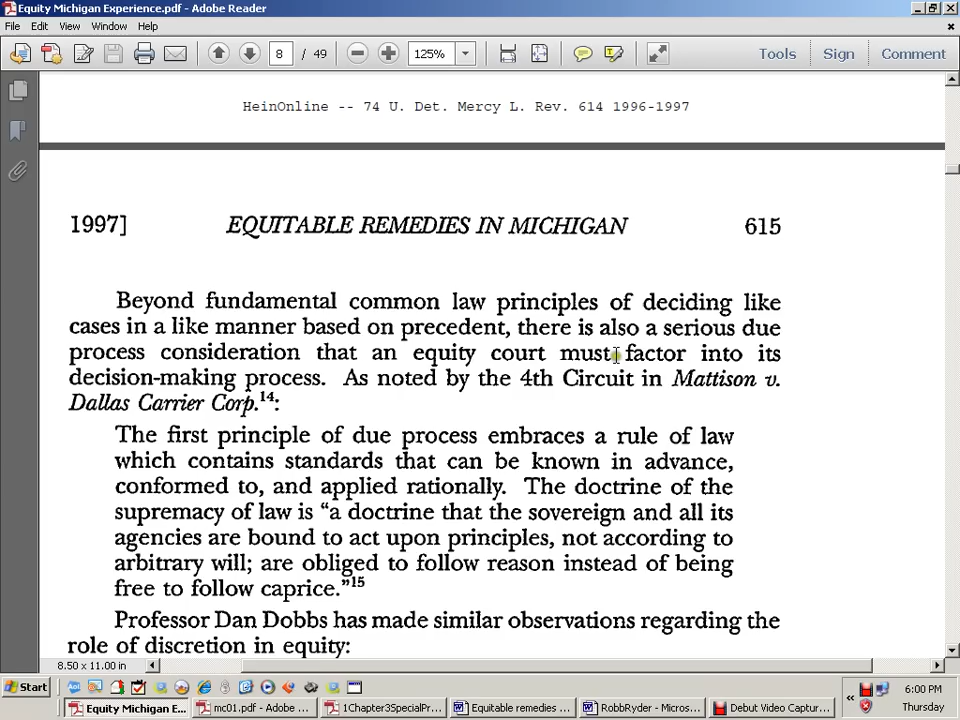 Equity Michigan Experience.pdf - Adobe Reader
File Edit View Window Help
8 / 49 125% Tools Sign Comment
HeinOnline -- 74 U. Det. Mercy L. Rev. 614 1996-1997
1997] EQUITABLE REMEDIES IN MICHIGAN 615
Beyond fundamental common law principles of deciding like
cases in a like manner based on precedent, there is also a serious due
process consideration that an equity court must factor into its
decision-making process. As noted by the 4th Circuit in Mattison v.
Dallas Carrier Corp.14:
The first principle of due process embraces a rule of law
which contains standards that can be known in advance,
conformed to, and applied rationally. The doctrine of the
supremacy of law is “a doctrine that the sovereign and all its
agencies are bound to act upon principles, not according to
arbitrary will; are obliged to follow reason instead of being
free to follow caprice.”15
Professor Dan Dobbs has made similar observations regarding the
role of discretion in equity:
8.50 x 11.00 in
Start 6:00 PM
Thursday
Equity Michigan E... mc01.pdf - Adobe ... 1Chapter3SpecialPr... Equitable remedies ... RobbRyder - Micros... Debut Video Captur...